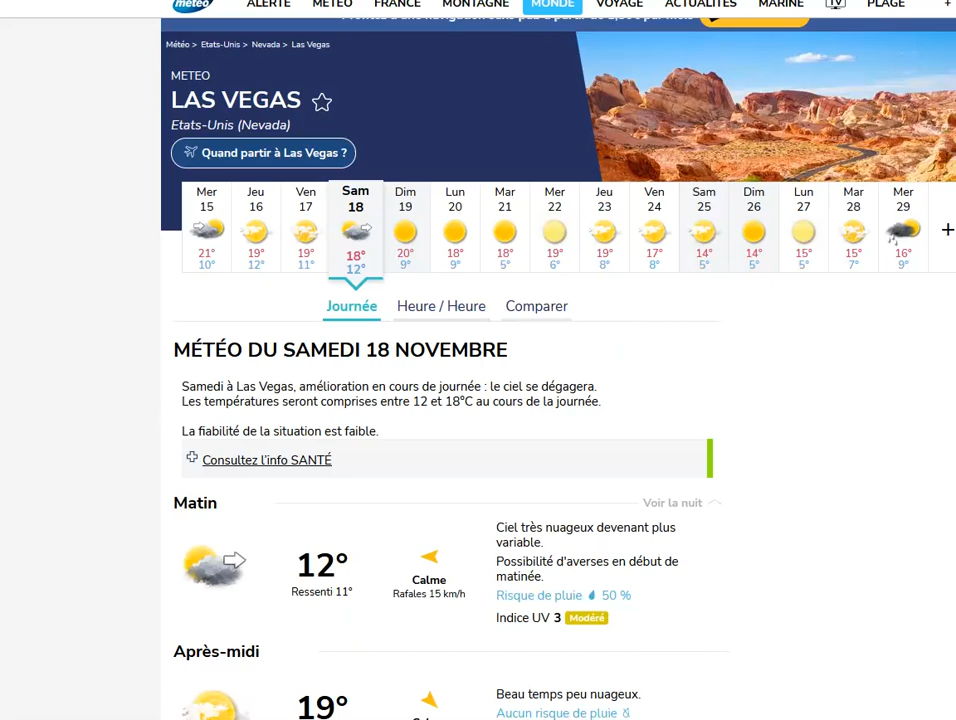 meteo ALERTE METEO FRANCE MONTAGNE MONDE VOYAGE ACTUALITES MARINE TV PLAGE +
Météo > Etats-Unis > Nevada > Las Vegas
METEO
LAS VEGAS
Etats-Unis (Nevada)
Quand partir à Las Vegas ?
Mer Jeu Ven Sam Dim Lun Mar Mer Jeu Ven Sam Dim Lun Mar Mer
15 16 17 18 19 20 21 22 23 24 25 26 27 28 29
+
21° 19° 19° 18° 20° 18° 18° 19° 19° 17° 14° 14° 15° 15° 16°
10° 12° 11° 12° 9° 9° 5° 6° 8° 8° 5° 5° 5° 7° 9°
Journée Heure / Heure Comparer
MÉTÉO DU SAMEDI 18 NOVEMBRE
Samedi à Las Vegas, amélioration en cours de journée : le ciel se dégagera.
Les températures seront comprises entre 12 et 18°C au cours de la journée.
La fiabilité de la situation est faible.
Consultez l'info SANTÉ
Matin Voir la nuit
12°
Ressenti 11°
Calme
Rafales 15 km/h
Ciel très nuageux devenant plus
variable.
Possibilité d'averses en début de
matinée.
Risque de pluie 50 %
Indice UV 3 Modéré
Après-midi
19°
Beau temps peu nuageux.
Aucun risque de pluie